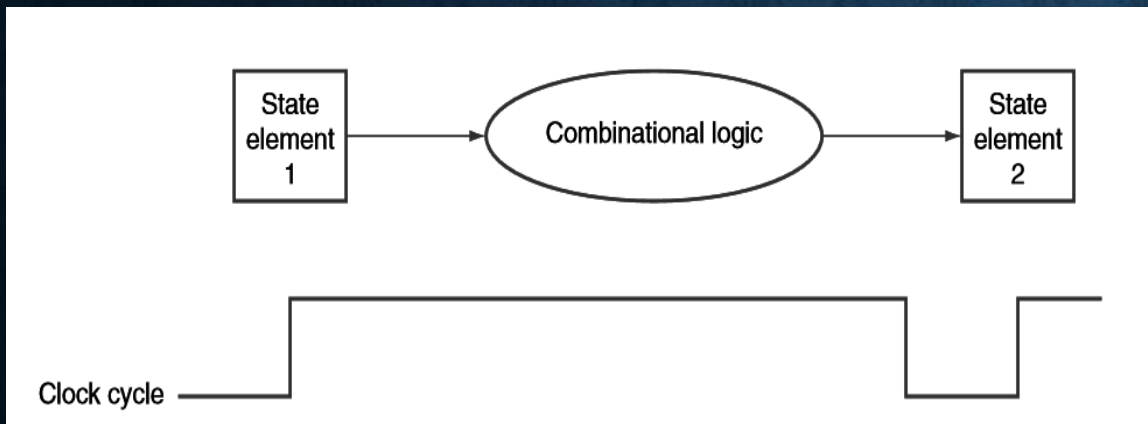 State
element
1
Combinational logic
State
element
2
Clock cycle